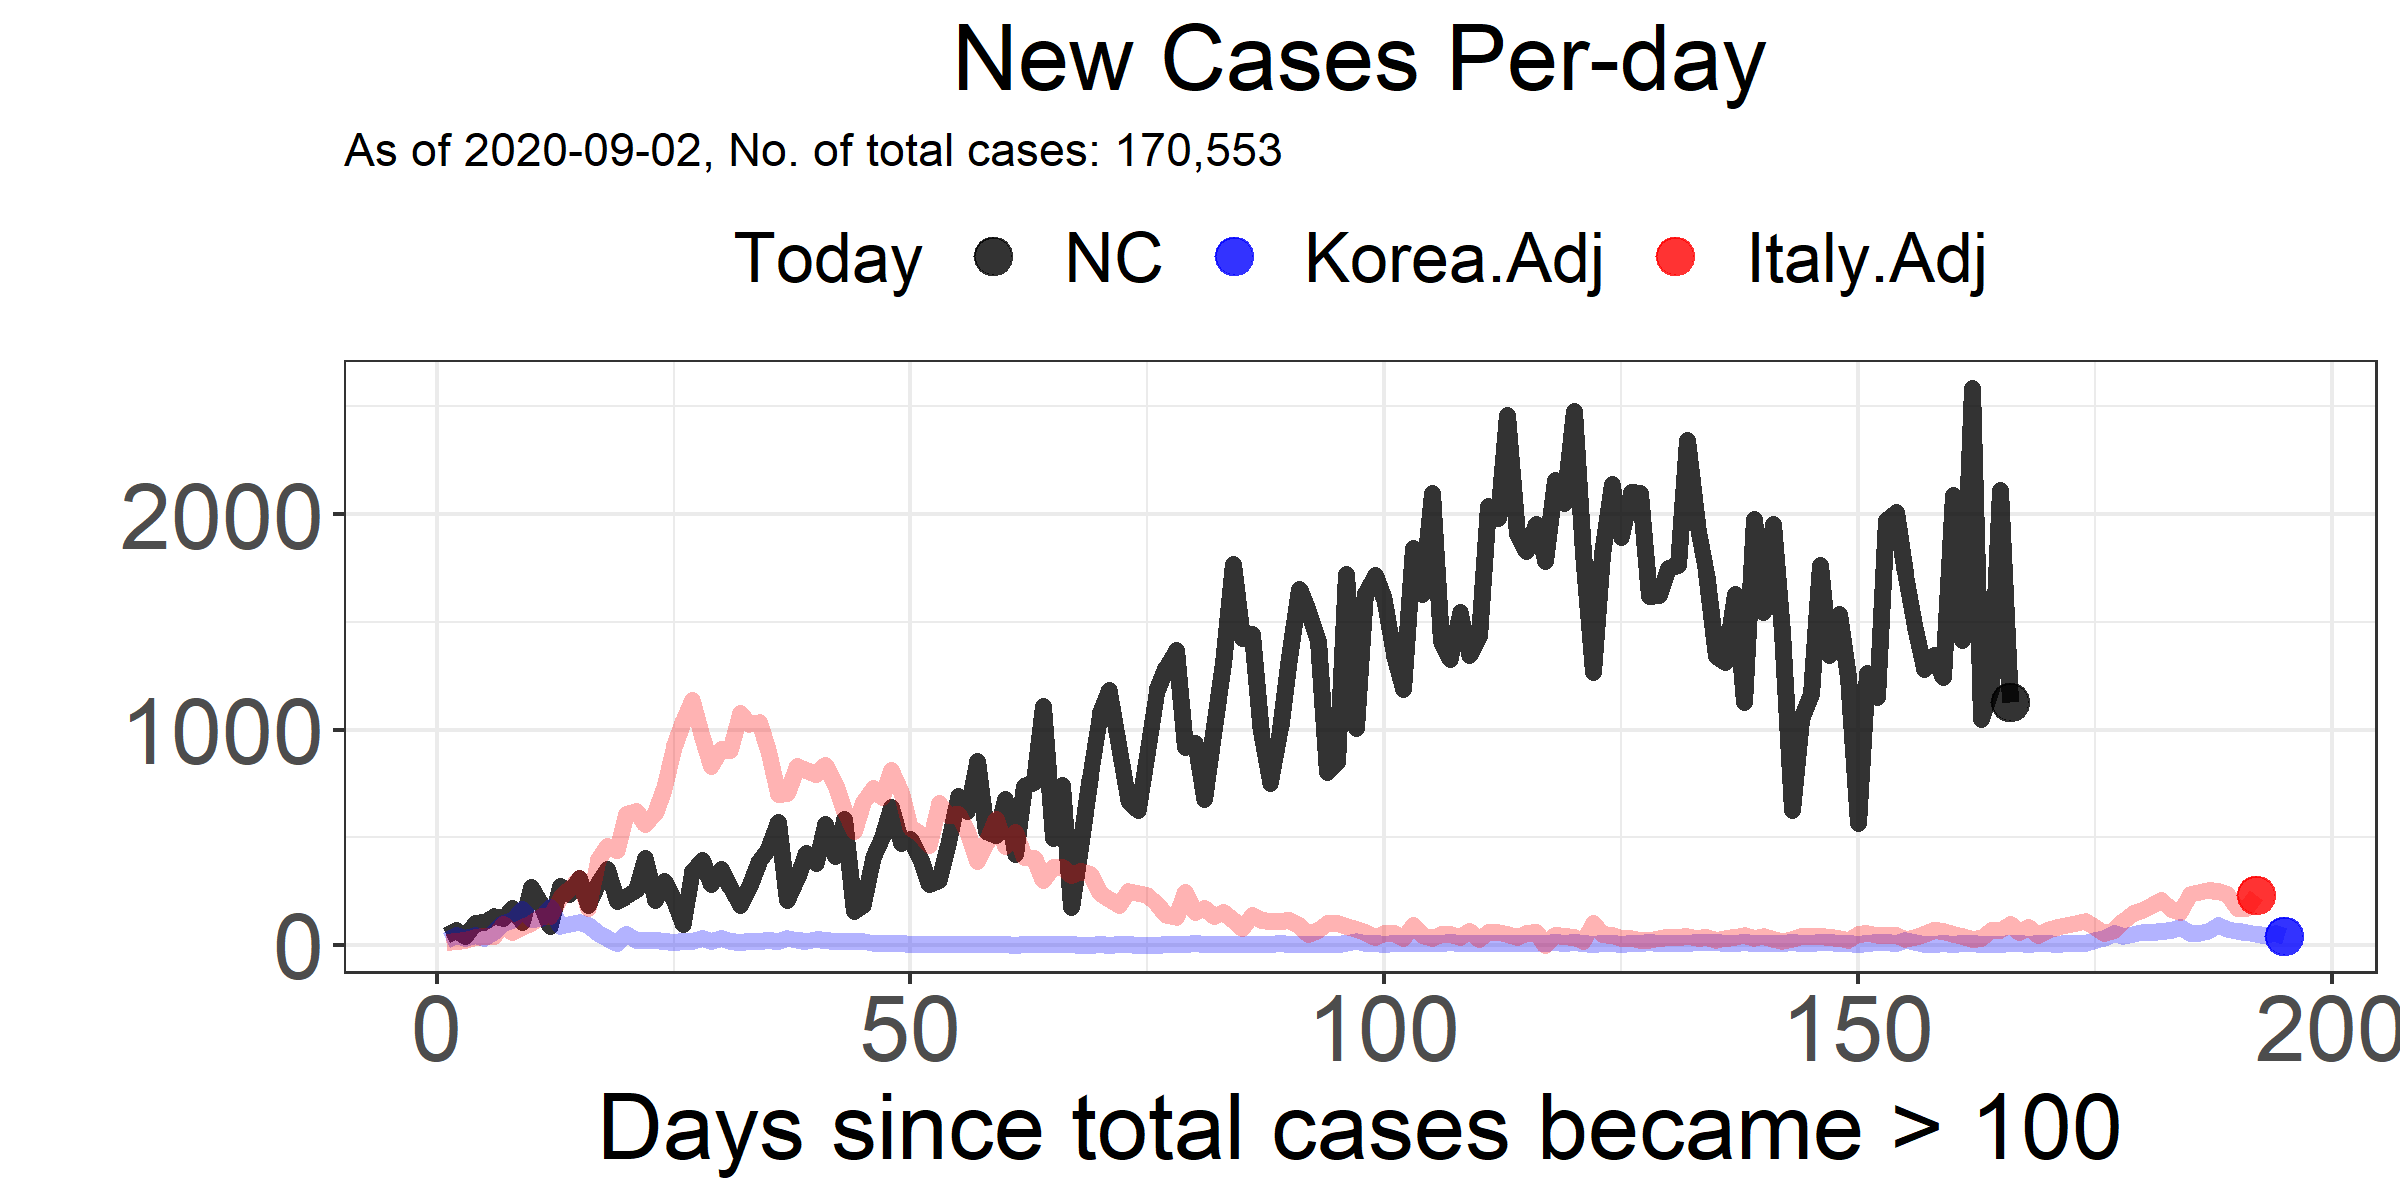 New Cases Per-day
As of 2020-09-02, No. of total cases: 170,553
Today NC Korea.Adj Italy.Adj
2000
1000
0
0 50 100 150 200
Days since total cases became > 100